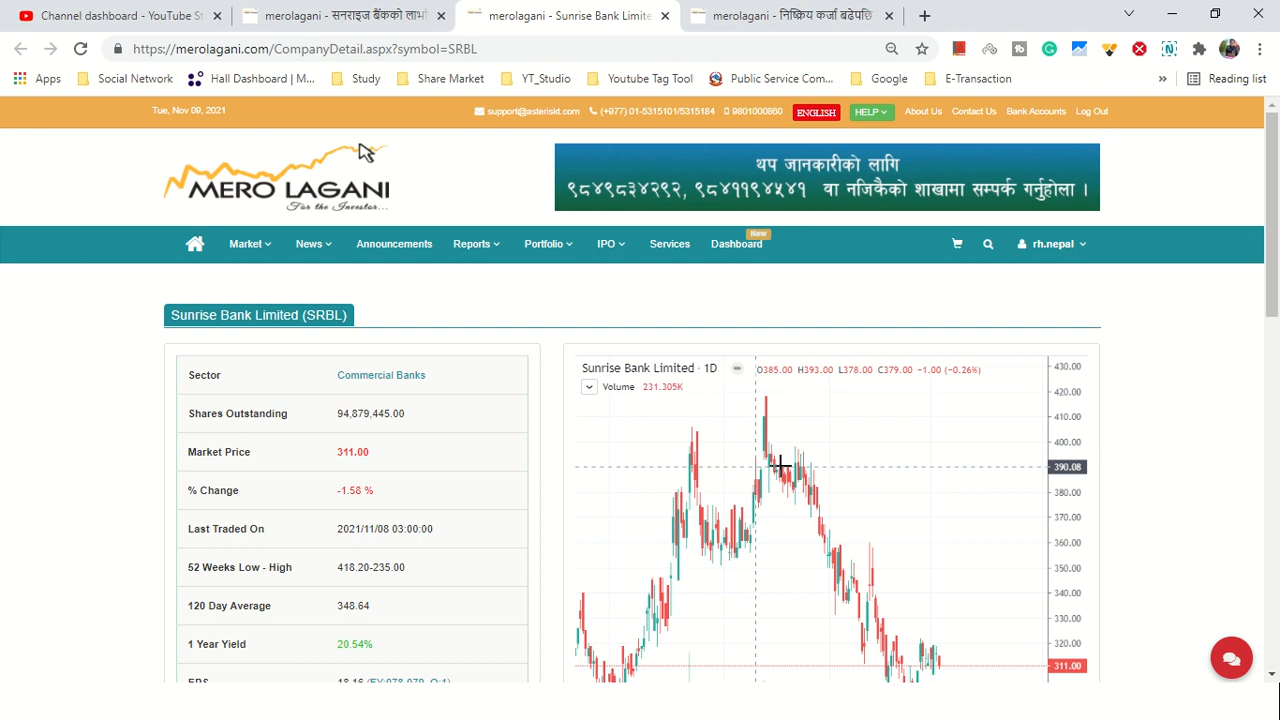 Channel dashboard - YouTube St
merolagani - सनराइज बैंकको लाभां
merolagani - Sunrise Bank Limite
merolagani - निष्क्रिय कर्जा बढेपछि
https://merolagani.com/CompanyDetail.aspx?symbol=SRBL
Apps
Social Network
Hall Dashboard | M...
Study
Share Market
YT_Studio
Youtube Tag Tool
Public Service Com...
Google
E-Transaction
»
Reading list
Tue, Nov 09, 2021
support@asteriskt.com
(+977) 01-5315101/5315184
9801000860
ENGLISH
HELP
About Us
Contact Us
Bank Accounts
Log Out
MERO LAGANI
For the Investor...
थप जानकारीको लागि
९८४९८३४२९२, ९८४११९४५४१ वा नजिकैको शाखामा सम्पर्क गर्नुहोला ।
New
Market
News
Announcements
Reports
Portfolio
IPO
Services
Dashboard
rh.nepal
Sunrise Bank Limited (SRBL)
Sector Commercial Banks
Shares Outstanding 94,879,445.00
Market Price 311.00
% Change -1.58 %
Last Traded On 2021/11/08 03:00:00
52 Weeks Low - High 418.20-235.00
120 Day Average 348.64
1 Year Yield 20.54%
EPS 18.16 (FY:078-079, Q:1)
Sunrise Bank Limited · 1D
O385.00 H393.00 L378.00 C379.00 −1.00 (−0.26%)
Volume 231.305K
430.00
420.00
410.00
400.00
390.08
380.00
370.00
360.00
350.00
340.00
330.00
320.00
311.00